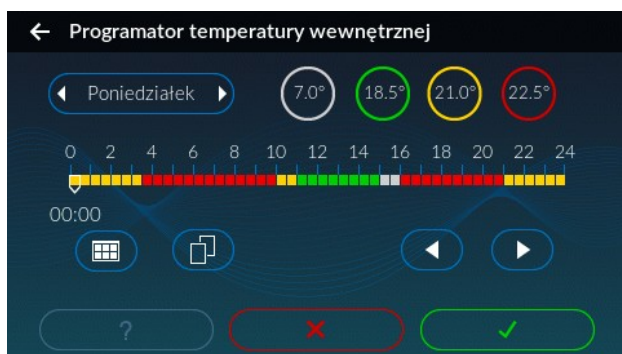 Programator temperatury wewnętrznej
Poniedziałek 7.0° 18.5° 21.0° 22.5°
0 2 4 6 8 10 12 14 16 18 20 22 24
00:00
?